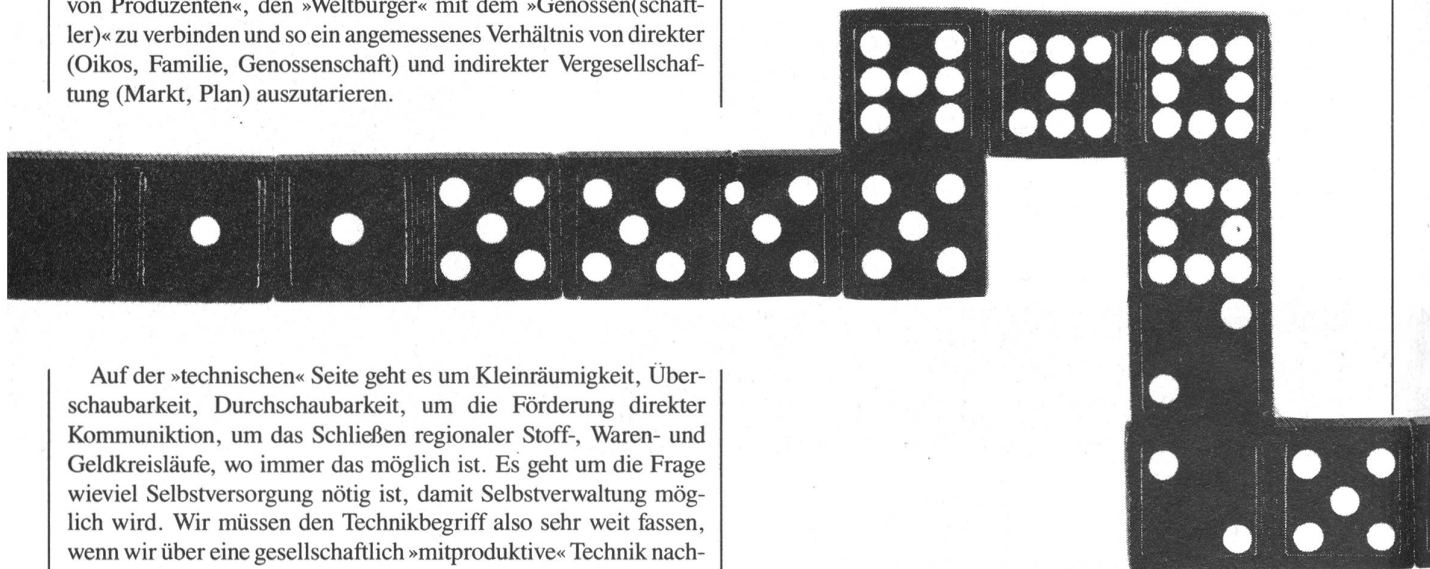 von Produzenten«, den »Weltbürger« mit dem »Genossen(schaft-
ler)« zu verbinden und so ein angemessenes Verhältnis von direkter
(Oikos, Familie, Genossenschaft) und indirekter Vergesellschaf-
tung (Markt, Plan) auszutarieren.
Auf der »technischen« Seite geht es um Kleinräumigkeit, Über-
schaubarkeit, Durchschaubarkeit, um die Förderung direkter
Kommuniktion, um das Schließen regionaler Stoff-, Waren- und
Geldkreisläufe, wo immer das möglich ist. Es geht um die Frage
wieviel Selbstversorgung nötig ist, damit Selbstverwaltung mög-
lich wird. Wir müssen den Technikbegriff also sehr weit fassen,
wenn wir über eine gesellschaftlich »mitproduktive« Technik nach-